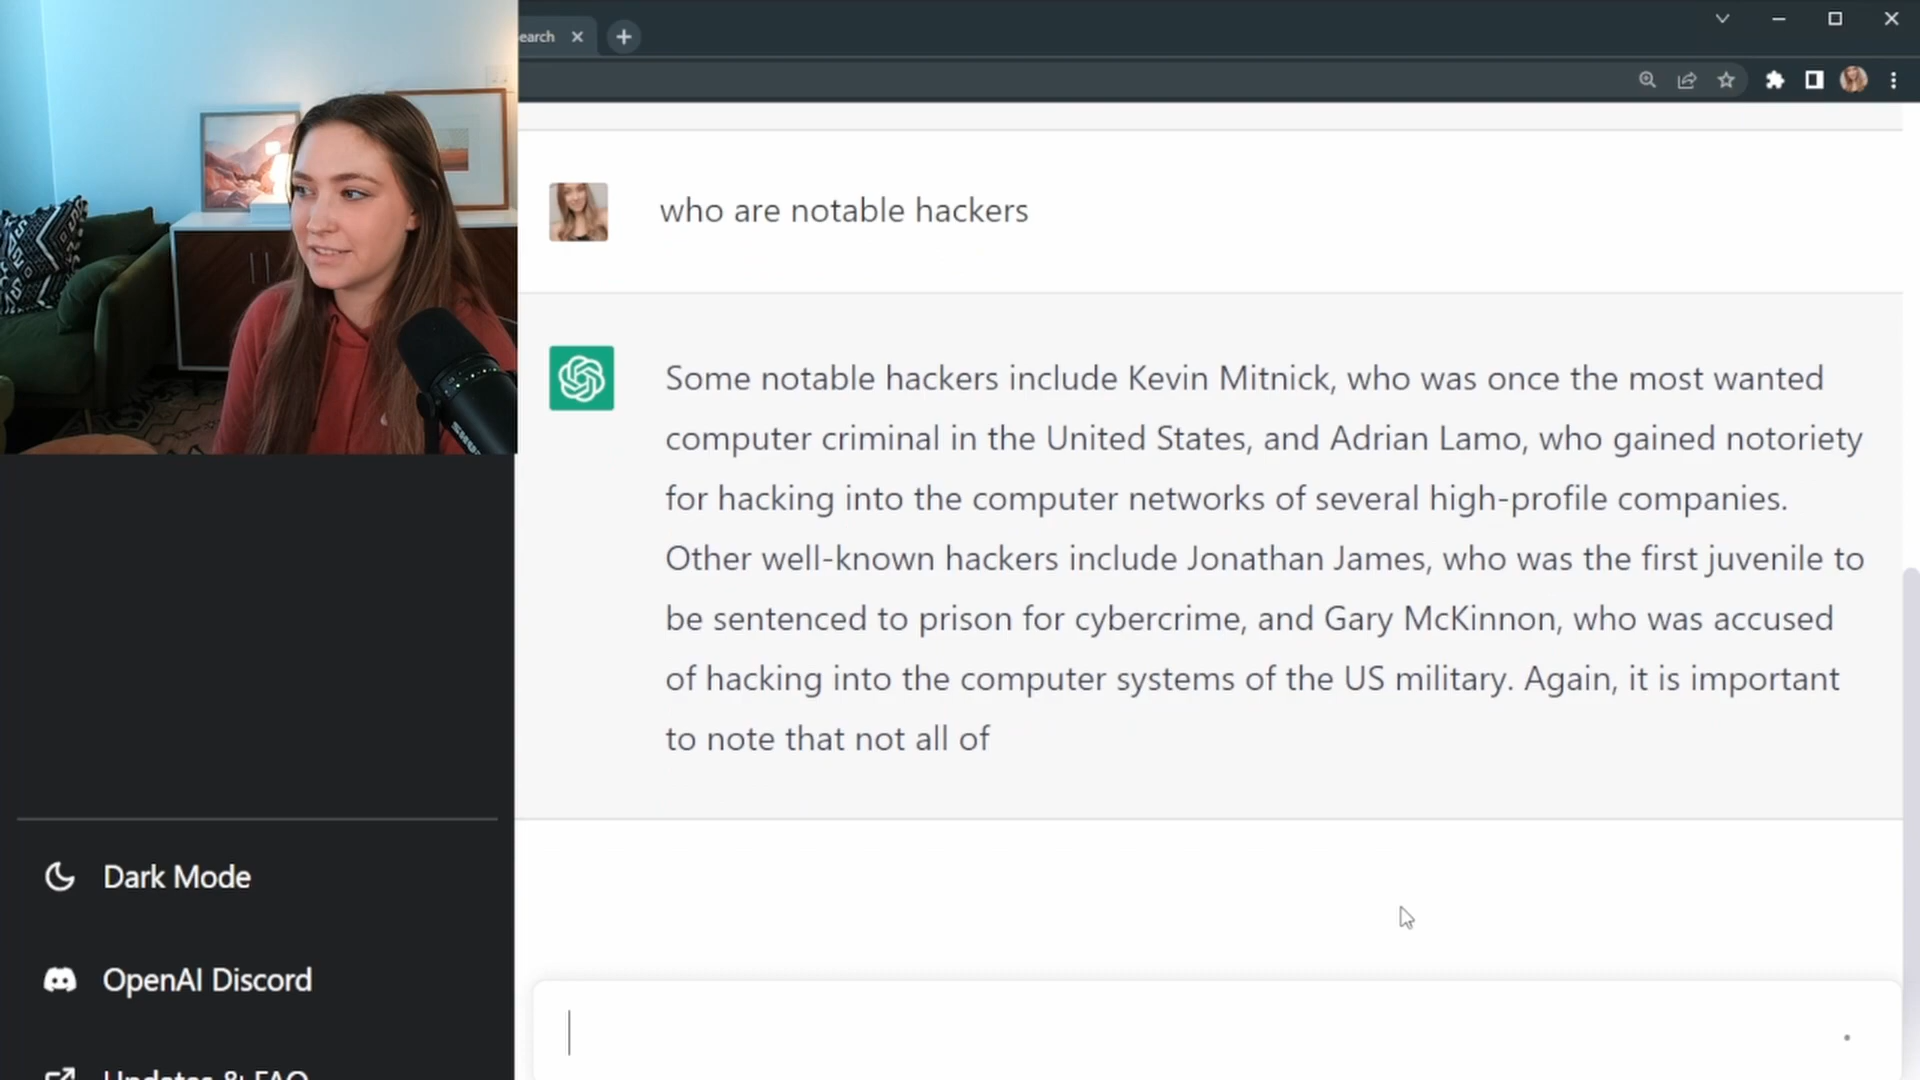 earch
who are notable hackers
Some notable hackers include Kevin Mitnick, who was once the most wanted
computer criminal in the United States, and Adrian Lamo, who gained notoriety
for hacking into the computer networks of several high-profile companies.
Other well-known hackers include Jonathan James, who was the first juvenile to
be sentenced to prison for cybercrime, and Gary McKinnon, who was accused
of hacking into the computer systems of the US military. Again, it is important
to note that not all of
Dark Mode
OpenAI Discord
Updates & FAQ